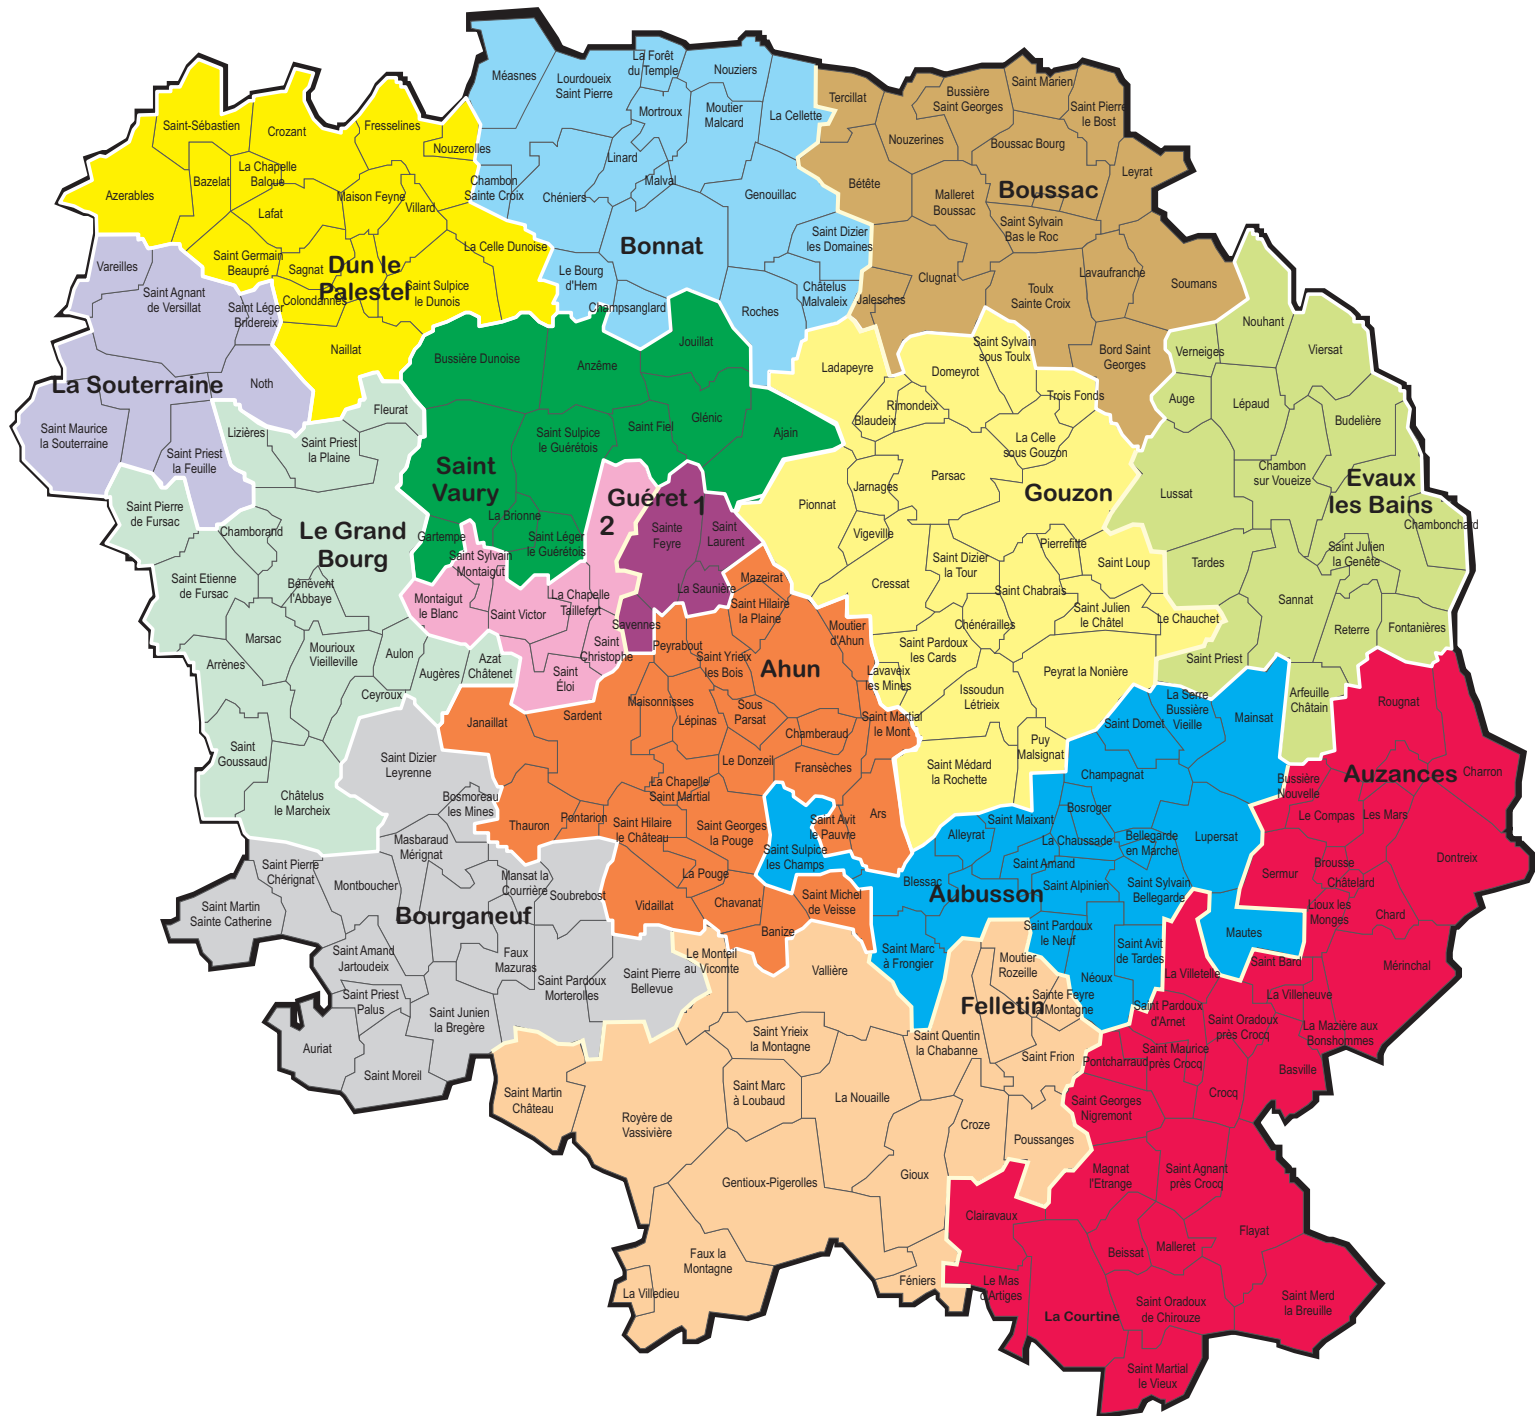 Méasnes
Lourdoueix
Saint Pierre
La Forêt
du Temple
Nouziers
Mortroux
Moutier
Malcard
La Cellette
Linard
Malval
Chambon
Sainte Croix
Chéniers
Genouillac
Bonnat
Saint Dizier
les Domaines
Le Bourg
d'Hem
Champsanglard
Roches
Châtelus
Malvaleix
Tercillat
Bussière
Saint Georges
Saint Marien
Saint Pierre
le Bost
Nouzerines
Boussac Bourg
Leyrat
Bétête
Malleret
Boussac
Boussac
Saint Sylvain
Bas le Roc
Clugnat
Jalesches
Toulx
Sainte Croix
Lavaufranche
Soumans
Bord Saint
Georges
Saint-Sébastien
Crozant
Fresselines
Nouzerolles
Azerables
Bazelat
La Chapelle
Baloue
Maison Feyne
Lafat
Villard
Saint Germain
Beaupré
Sagnat
Dun le
Palestel
La Celle Dunoise
Colondannes
Saint Sulpice
le Dunois
Naillat
Vareilles
Saint Agnant
de Versillat
Saint Léger
Bridereix
La Souterraine
Noth
Saint Maurice
la Souterraine
Saint Priest
la Feuille
Bussière Dunoise
Anzême
Jouillat
Saint Sulpice
le Guérétois
Saint Fiel
Glénic
Ajain
Saint
Vaury
La Brionne
Gartempe
Saint Léger
le Guérétois
Guéret
1
2
Sainte
Feyre
Saint
Laurent
La Saunière
Savennes
Saint Sylvain
Montaigut
Montaigut
le Blanc
Saint Victor
La Chapelle
Taillefert
Saint
Christophe
Saint
Éloi
Lizières
Fleurat
Saint Priest
la Plaine
Saint Pierre
de Fursac
Chamborand
Le Grand
Bourg
Saint Etienne
de Fursac
Bénévent
l'Abbaye
Marsac
Mourioux
Vieilleville
Aulon
Arrènes
Augères
Azat
Châtenet
Ceyroux
Saint
Goussaud
Châtelus
le Marcheix
Ladapeyre
Domeyrot
Saint Sylvain
sous Toulx
Blaudeix
Rimondeix
Trois Fonds
La Celle
sous Gouzon
Parsac
Gouzon
Jarnages
Pionnat
Vigeville
Cressat
Saint Dizier
la Tour
Pierrefitte
Saint Loup
Saint Chabrais
Saint Julien
le Châtel
Le Chauchet
Chénérailles
Saint Pardoux
les Cards
Lavaveix
les Mines
Issoudun
Létrieix
Peyrat la Nonière
Saint Médard
la Rochette
Puy
Malsignat
Nouhant
Verneiges
Viersat
Auge
Lépaud
Budelière
Chambon
sur Voueize
Evaux
les Bains
Lussat
Chambonchard
Saint Julien
la Genête
Tardes
Sannat
Reterre
Fontanières
Saint Priest
Arfeuille
Châtain
Mazeirat
Saint Hilaire
la Plaine
Moutier
d'Ahun
Peyrabout
Saint Yrieix
les Bois
Ahun
Maisonnisses
Sous
Parsat
Lépinas
Saint Martial
le Mont
Chamberaud
Janaillat
Sardent
Le Donzeil
Fransèches
La Chapelle
Saint Martial
Thauron
Pontarion
Saint Hilaire
le Château
Saint Georges
la Pouge
Saint Avit
le Pauvre
Ars
La Pouge
Vidaillat
Chavanat
Saint Michel
de Veisse
Banize
Saint Dizier
Leyrenne
Bosmoreau
les Mines
Masbaraud
Mérignat
Saint Pierre
Chérignat
Montboucher
Mansat la
Courrière
Soubrebost
Saint Martin
Sainte Catherine
Bourganeuf
Saint Amand
Jartoudeix
Faux
Mazuras
Saint Pardoux
Morterolles
Saint Pierre
Bellevue
Saint Priest
Palus
Saint Junien
la Bregère
Auriat
Saint Moreil
Saint Domet
La Serre
Bussière
Vieille
Mainsat
Champagnat
Bosroger
Saint Maixant
Alleyrat
La Chaussade
Bellegarde
en Marche
Lupersat
Saint Sulpice
les Champs
Blessac
Saint Amand
Aubusson
Saint Alpinien
Saint Sylvain
Bellegarde
Saint Pardoux
le Neuf
Mautes
Saint Marc
à Frongier
Saint Avit
de Tardes
Néoux
Le Monteil
au Vicomte
Vallière
Moutier
Rozeille
Felletin
Sainte Feyre
la Montagne
Saint Yrieix
la Montagne
Saint Quentin
la Chabanne
Saint Frion
Saint Martin
Château
Saint Marc
à Loubaud
La Nouaille
Royère de
Vassivière
Croze
Poussanges
Gentioux-Pigerolles
Gioux
Faux la
Montagne
La Villedieu
Féniers
Rougnat
Auzances
Charron
Bussière
Nouvelle
Le Compas
Les Mars
Brousse
Sermur
Châtelard
Dontreix
Lioux les
Monges
Chard
Saint Bard
Mérinchal
La Villetelle
La Villeneuve
Saint Pardoux
d'Arnet
Saint Oradoux
près Crocq
La Mazière aux
Bonshommes
Pontcharraud
Saint Maurice
près Crocq
Basville
Saint Georges
Nigremont
Crocq
Magnat
l'Etrange
Saint Agnant
près Crocq
Clairavaux
Beissat
Malleret
Flayat
Le Mas
d'Artiges
La Courtine
Saint Oradoux
de Chirouze
Saint Merd
la Breuille
Saint Martial
le Vieux